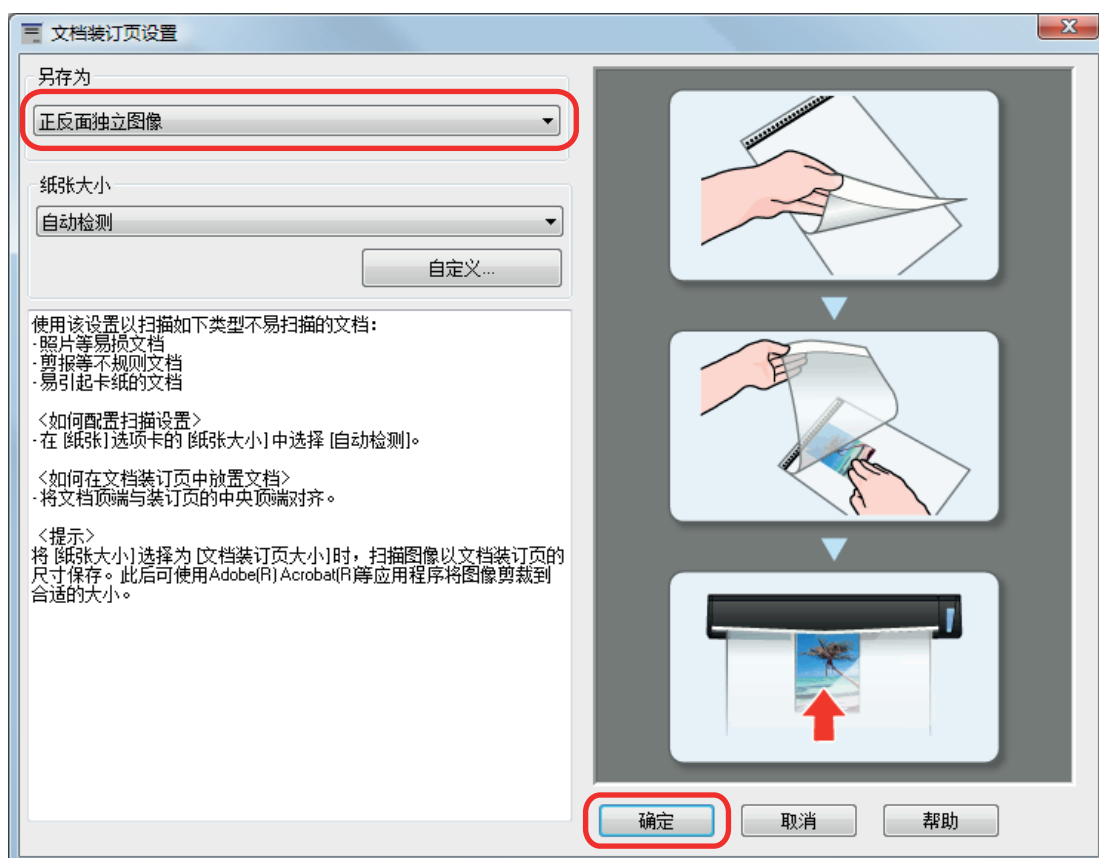 文档装订页设置
另存为
正反面独立图像
纸张大小
自动检测
自定义...
使用该设置以扫描如下类型不易扫描的文档：
·照片等易损文档
·剪报等不规则文档
·易引起卡纸的文档
<如何配置扫描设置>
·在 [纸张] 选项卡的 [纸张大小] 中选择 [自动检测]。
<如何在文档装订页中放置文档>
·将文档顶端与装订页的中央顶端对齐。
<提示>
将 [纸张大小] 选择为 [文档装订页大小]时，扫描图像以文档装订页的
尺寸保存。此后可使用Adobe(R) Acrobat(R)等应用程序将图像剪裁到
合适的大小。
确定
取消
帮助